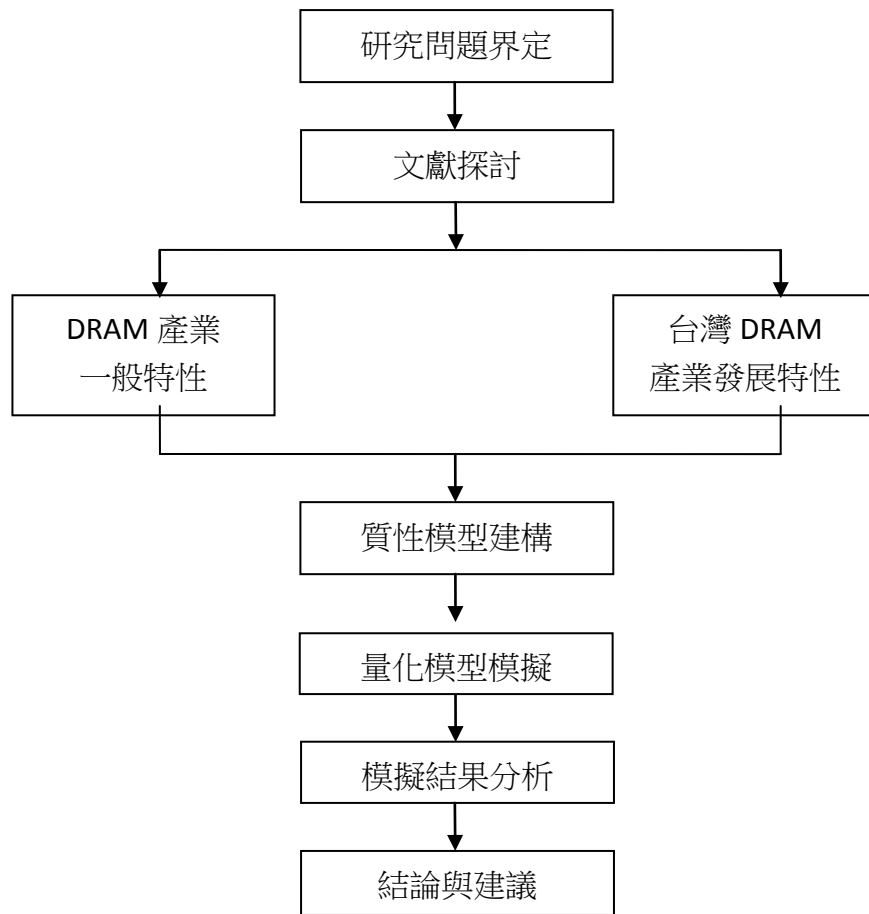 研究問題界定
文獻探討
DRAM 產業
一般特性
台灣 DRAM
產業發展特性
質性模型建構
量化模型模擬
模擬結果分析
結論與建議